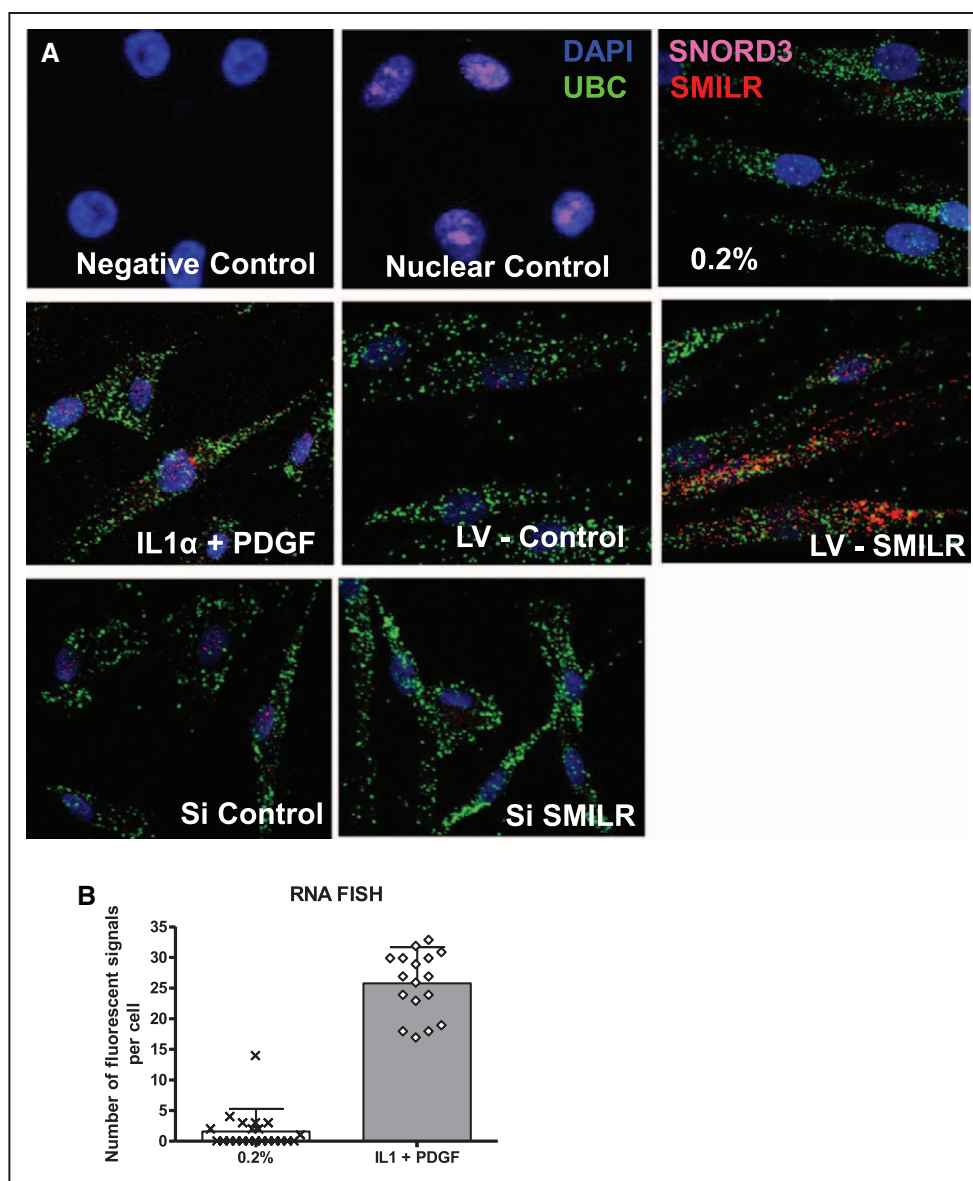 A
DAPI
SNORD3
UBC
SMILR
Negative Control
Nuclear Control
0.2%
IL1α + PDGF
LV - Control
LV - SMILR
Si Control
Si SMILR
B
RNA FISH
Number of fluorescent signals
per cell
35
30
25
20
15
10
5
0
0.2%
IL1 + PDGF